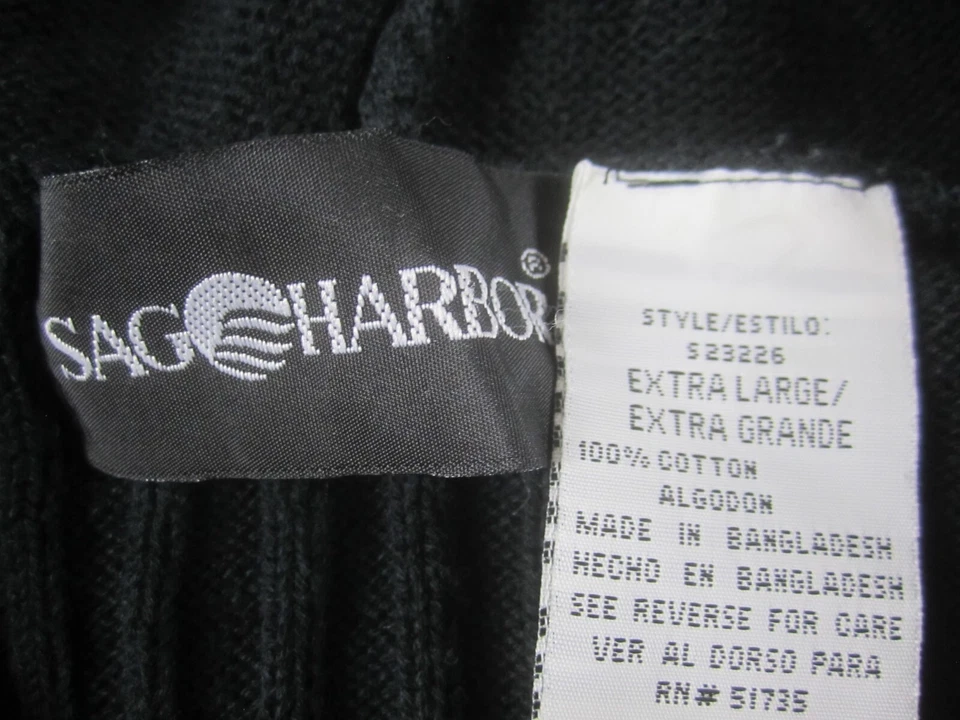 SAG HARBOR®
STYLE/ESTILO:
S23226
EXTRA LARGE/
EXTRA GRANDE
100% COTTON
ALGODON
MADE IN BANGLADESH
HECHO EN BANGLADESH
SEE REVERSE FOR CARE
VER AL DORSO PARA
RN# 51735